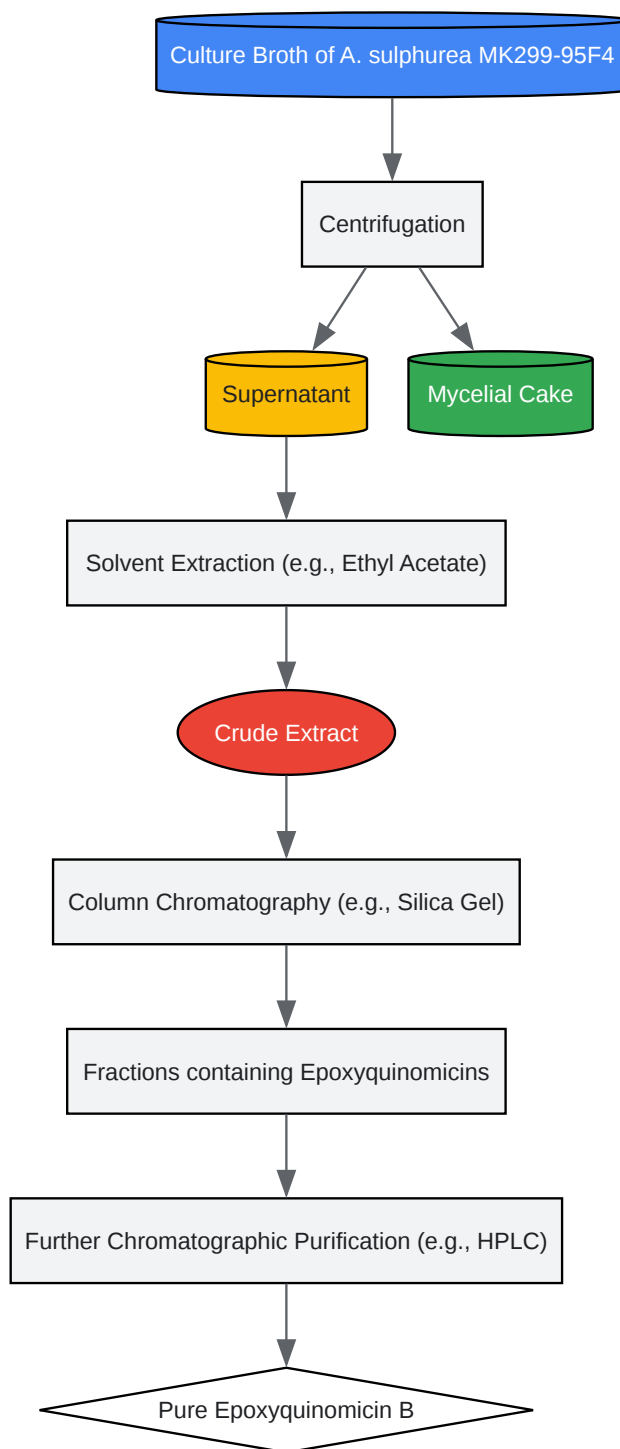 Culture Broth of A. sulphurea MK299-95F4
Centrifugation
Supernatant
Mycelial Cake
Solvent Extraction (e.g., Ethyl Acetate)
Crude Extract
Column Chromatography (e.g., Silica Gel)
Fractions containing Epoxyquinomicins
Further Chromatographic Purification (e.g., HPLC)
Pure Epoxyquinomicin B